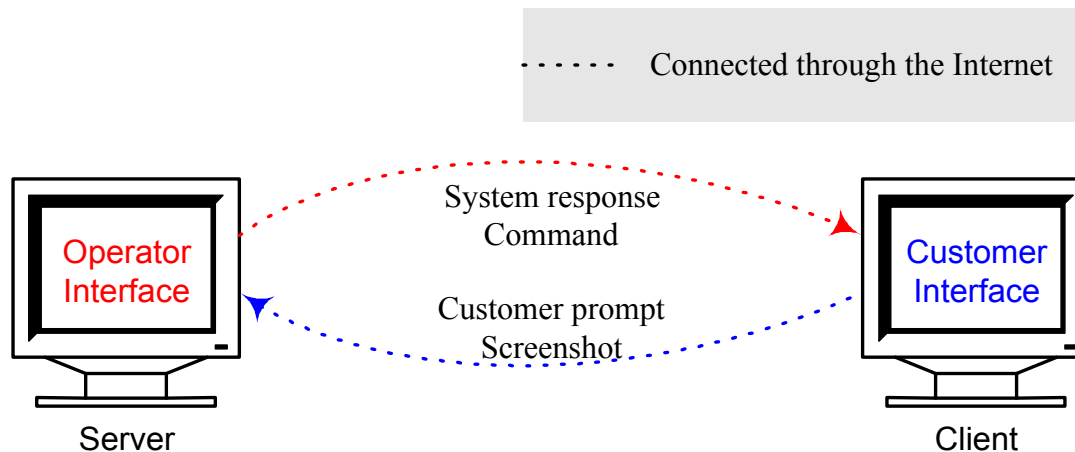 Connected through the Internet
System response
Command
Operator
Interface
Customer
Interface
Customer prompt
Screenshot
Server
Client